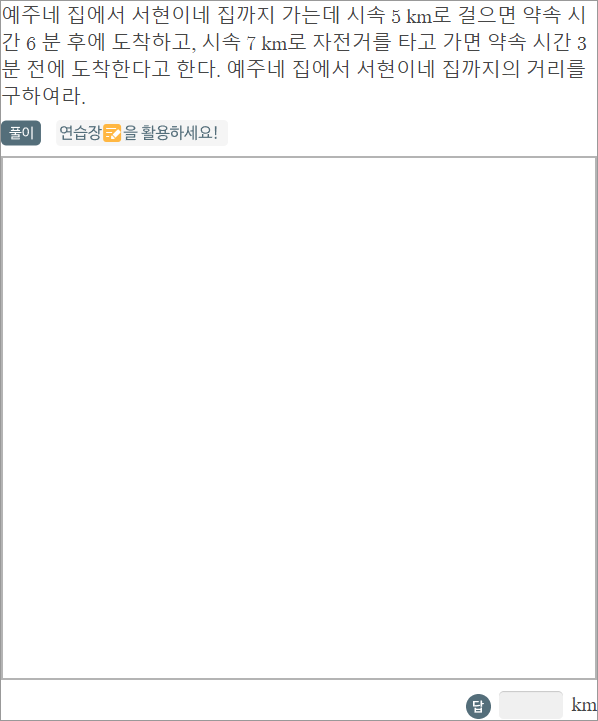 예주네 집에서 서현이네 집까지 가는데 시속 5 km로 걸으면 약속 시
간 6 분 후에 도착하고, 시속 7 km로 자전거를 타고 가면 약속 시간 3
분 전에 도착한다고 한다. 예주네 집에서 서현이네 집까지의 거리를
구하여라.
풀이 연습장을 활용하세요!
답 km